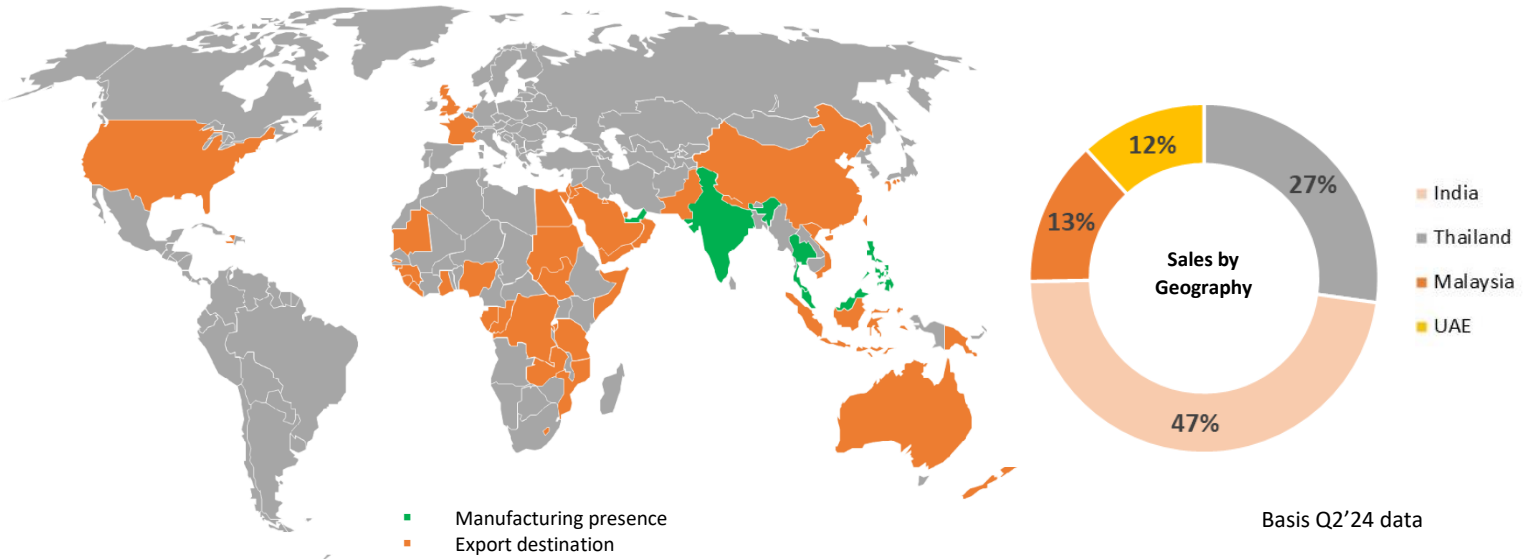 Manufacturing presence
Export destination
12%
27%
13%
47%
Sales by
Geography
India
Thailand
Malaysia
UAE
Basis Q2’24 data